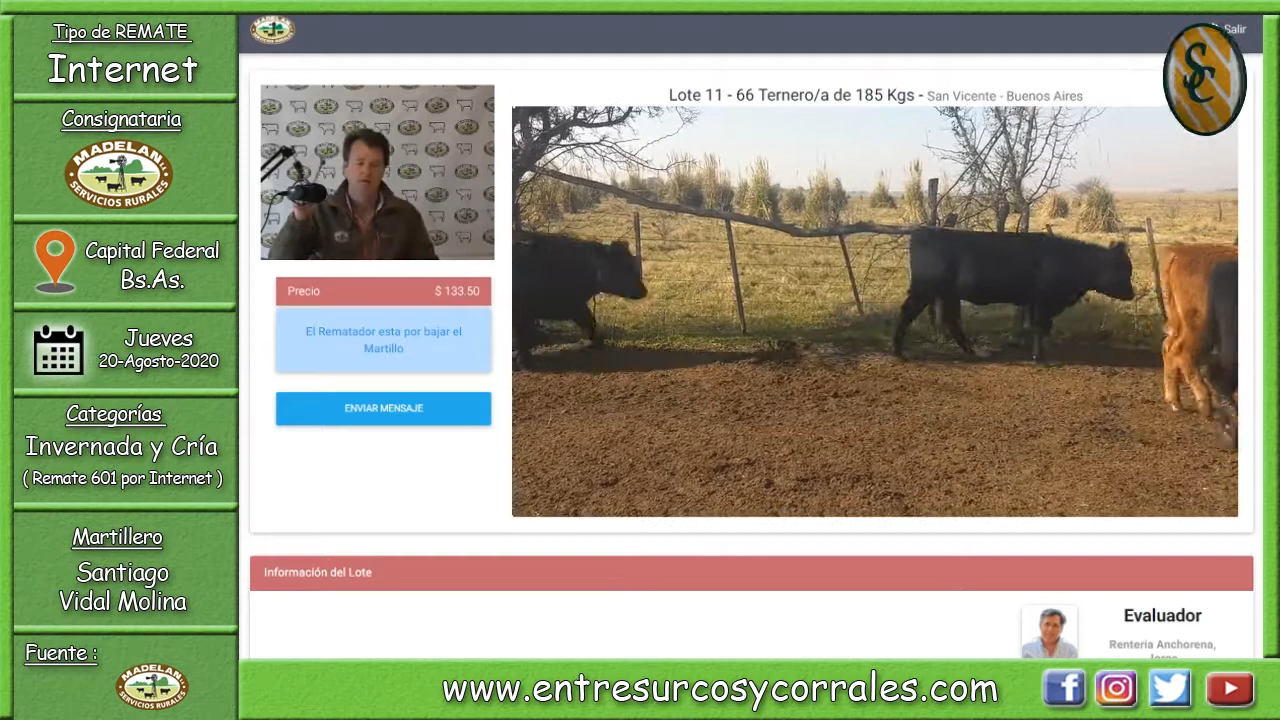 Tipo de REMATE
Internet
Consignataria
MADELAN
SERVICIOS RURALES
Capital Federal
Bs.As.
Jueves
20-Agosto-2020
Categorías
Invernada y Cría
( Remate 601 por Internet )
Martillero
Santiago
Vidal Molina
Fuente :
MADELAN
SERVICIOS RURALES
MADELAN
Salir
SC
Lote 11 - 66 Ternero/a de 185 Kgs - San Vicente - Buenos Aires
Precio $ 133.50
El Rematador esta por bajar el
Martillo
ENVIAR MENSAJE
Información del Lote
Evaluador
Renteria Anchorena,
www.entresurcosycorrales.com